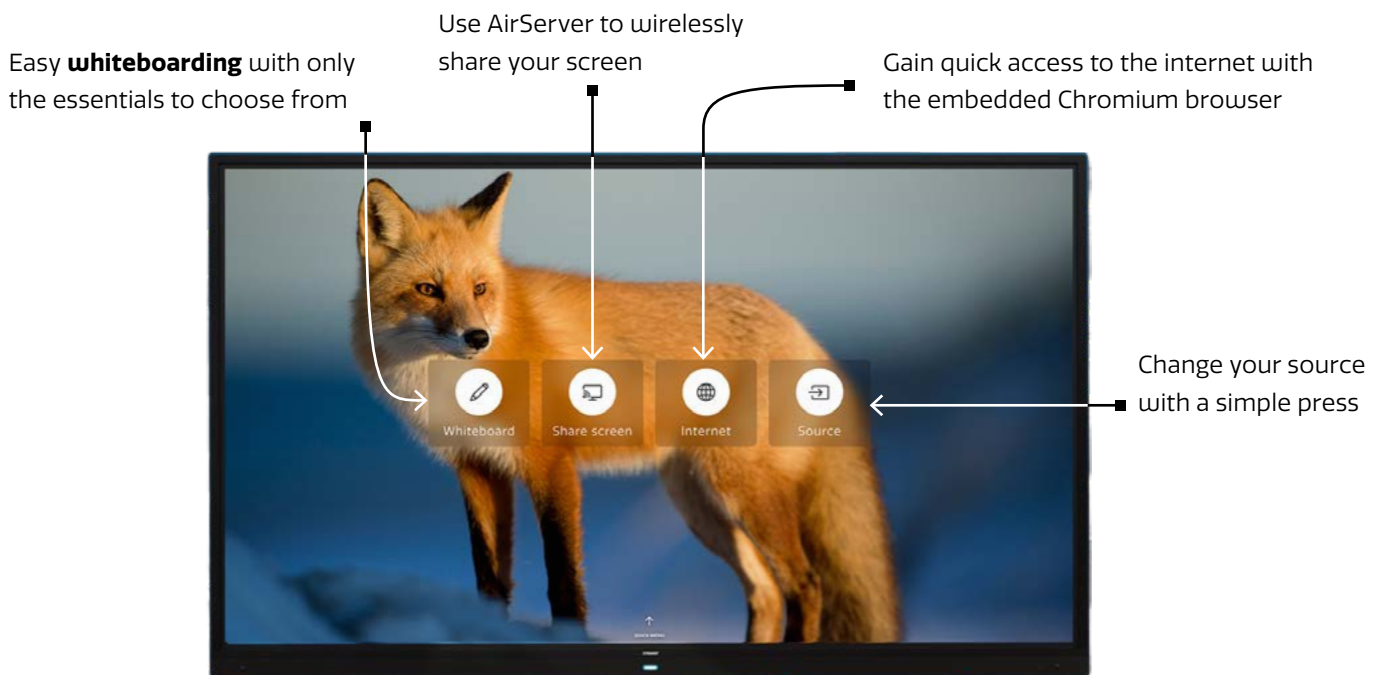 Use AirServer to wirelessly
share your screen
Easy whiteboarding with only
the essentials to choose from
Gain quick access to the internet with
the embedded Chromium browser
Change your source
with a simple press
Whiteboard
Share screen
Internet
Source
QUICK MENU